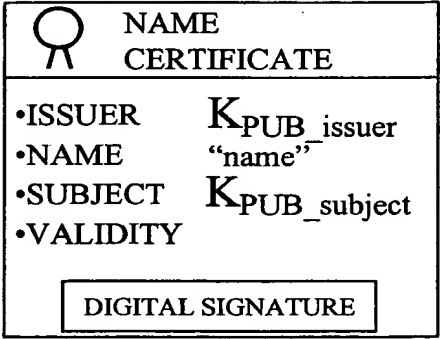 NAME
CERTIFICATE
•ISSUER K_PUB_issuer
•NAME “name”
•SUBJECT K_PUB_subject
•VALIDITY
DIGITAL SIGNATURE